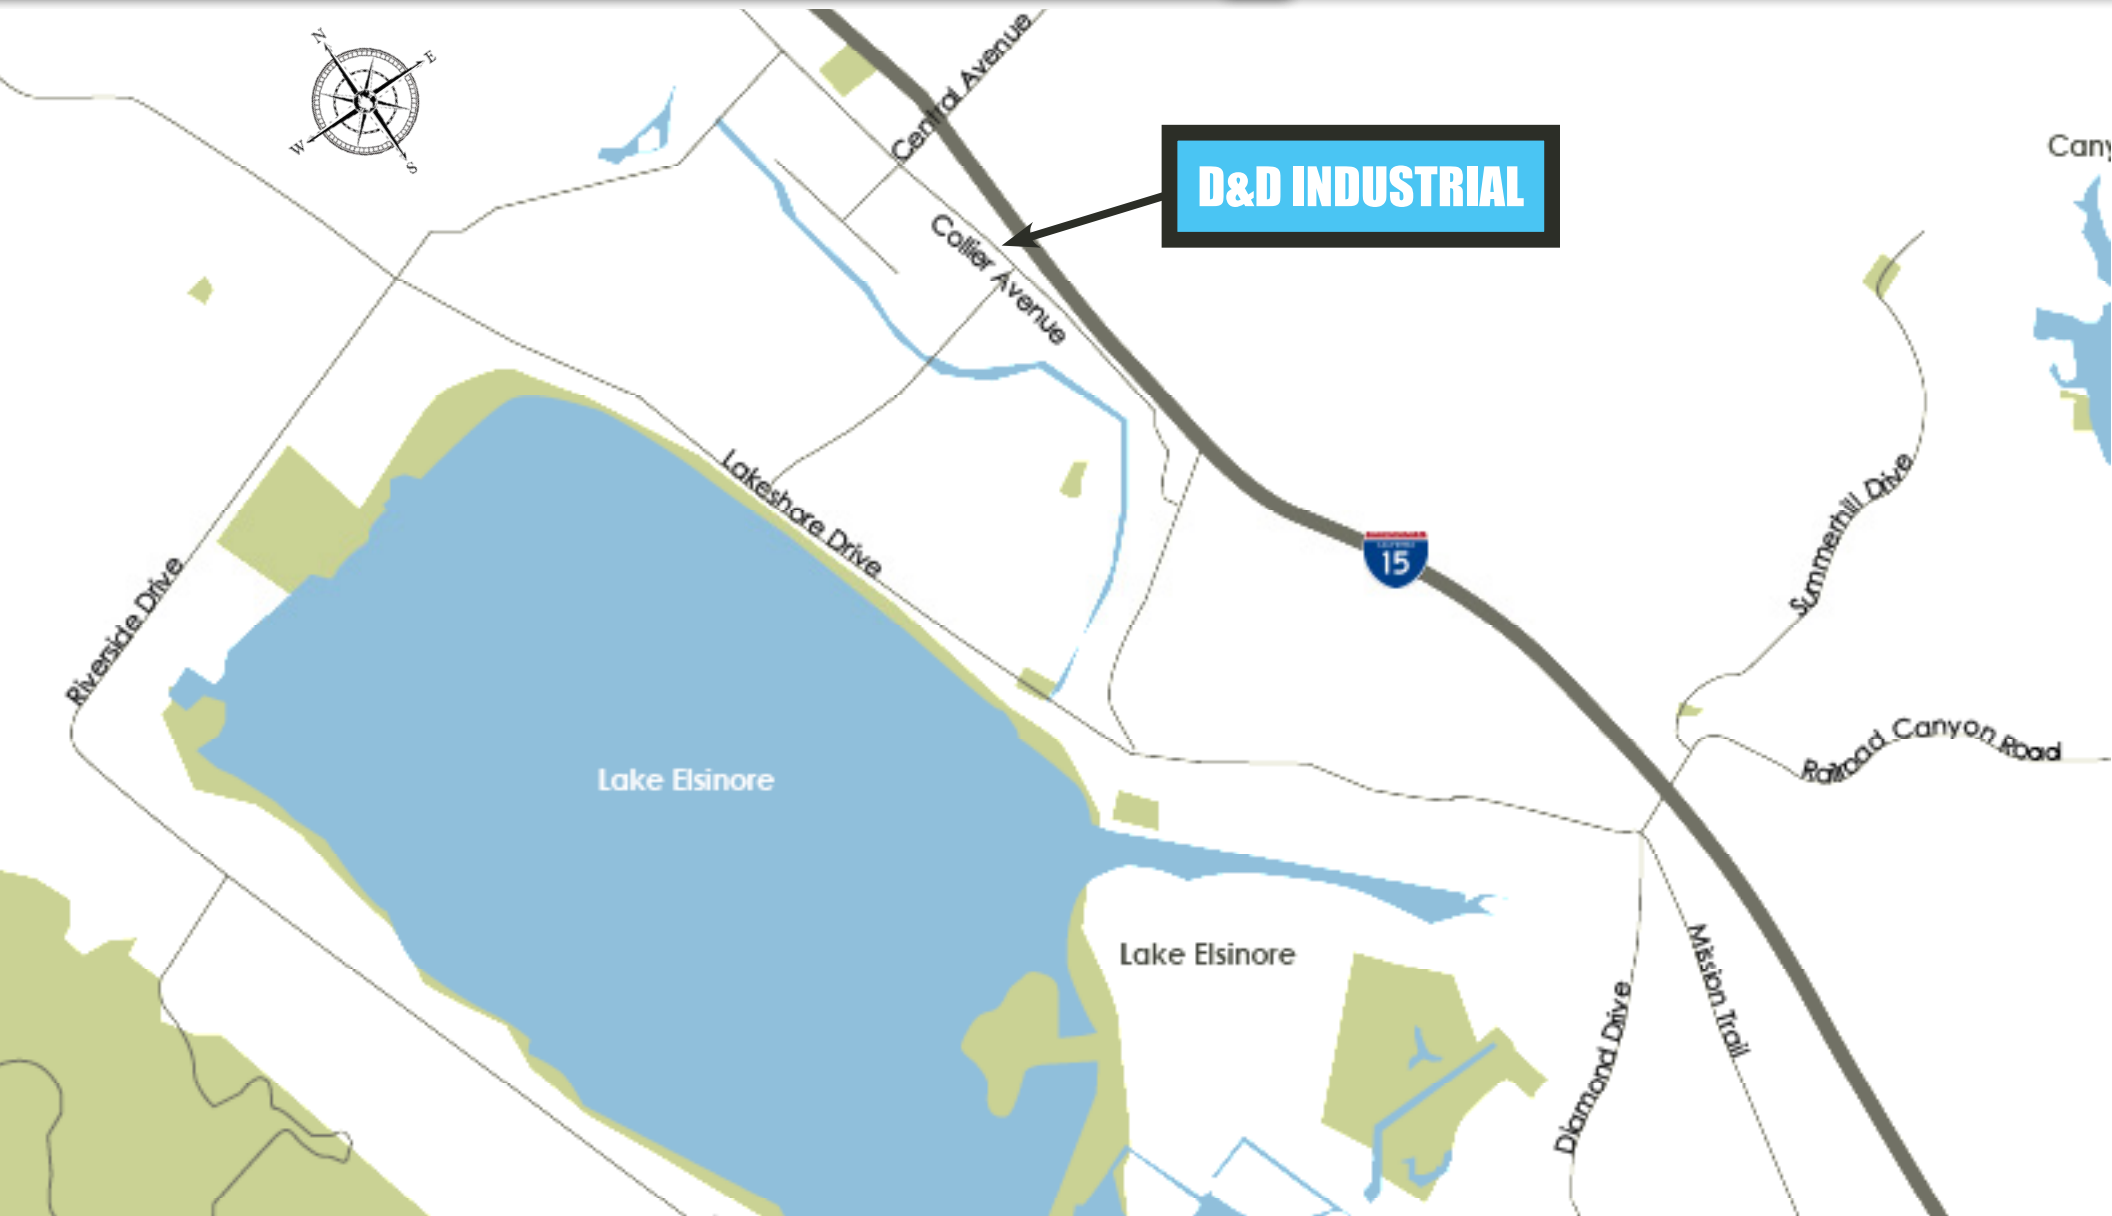 N
E
W
S
Central Avenue
D&D INDUSTRIAL
Cany
Collier Avenue
Lakeshore Drive
15
Summerhill Drive
Riverside Drive
Railroad Canyon Road
Lake Elsinore
Lake Elsinore
Mission Trail
Diamond Drive